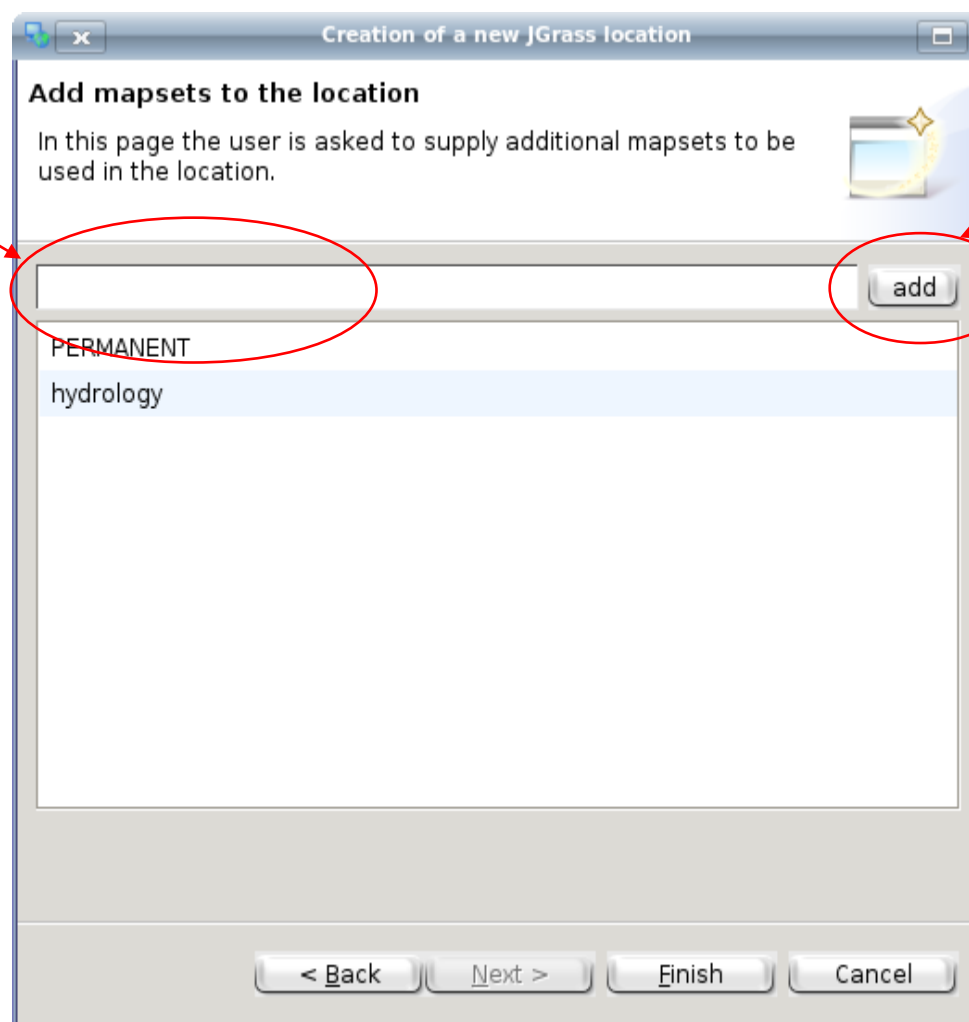 Creation of a new JGrass location
Add mapsets to the location
In this page the user is asked to supply additional mapsets to be
used in the location.
add
PERMANENT
hydrology
< Back
Next >
Finish
Cancel